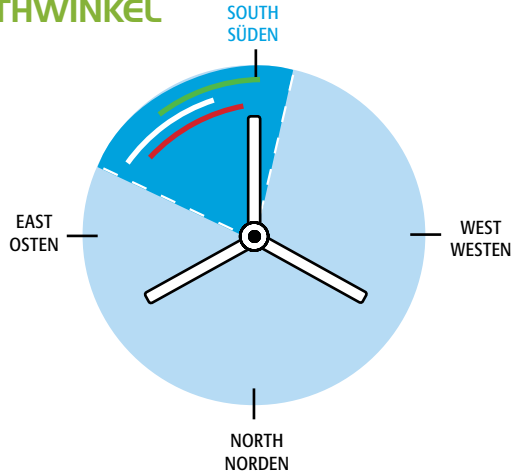 THWINKEL
SOUTH
SÜDEN
EAST
OSTEN
WEST
WESTEN
NORTH
NORDEN